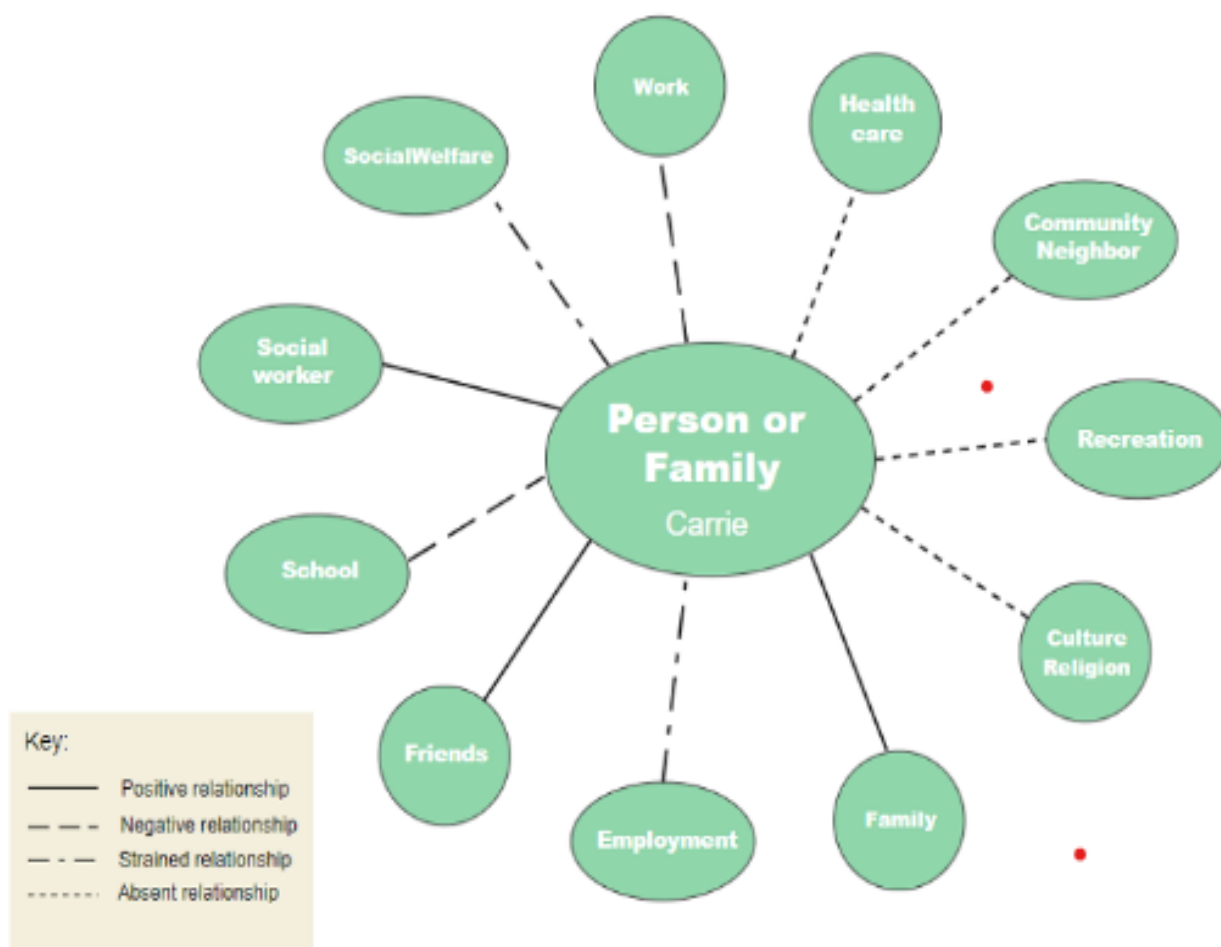 Work
Health
care
SocialWelfare
Community
Neighbor
Social
worker
Person or
Family
Carrie
Recreation
School
Culture
Religion
Friends
Employment
Family
Key:
Positive relationship
Negative relationship
Strained relationship
Absent relationship